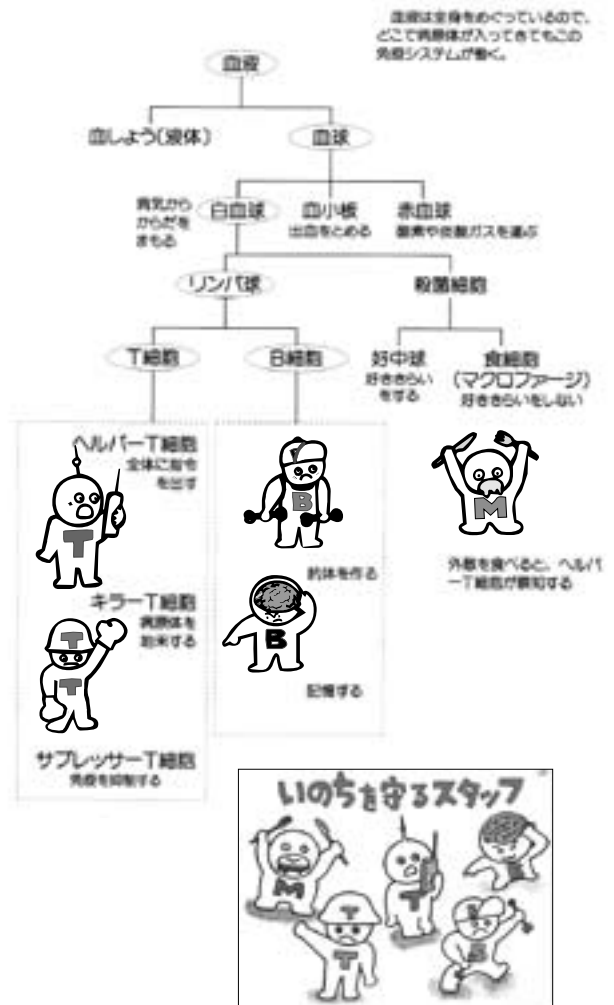 血液は全身をめぐっているので、
どこで病原体が入ってきてもこの
免疫システムが働く。
血液
血しょう(液体)
血球
病気から
からだを
まもる
白血球
血小板
出血をとめる
赤血球
酸素や炭酸ガスを運ぶ
リンパ球
殺菌細胞
T細胞
B細胞
好中球
好ききらい
をする
食細胞
(マクロファージ)
好ききらいをしない
ヘルパーT細胞
全体に指令
を出す
T
キラーT細胞
病原体を
始末する
T
T
サプレッサーT細胞
免疫を抑制する
B
抗体を作る
B
記憶する
M
外敵を食べると、ヘルパ
ーT細胞が察知する
いのちを守るスタッフ
M
T
T
T
B